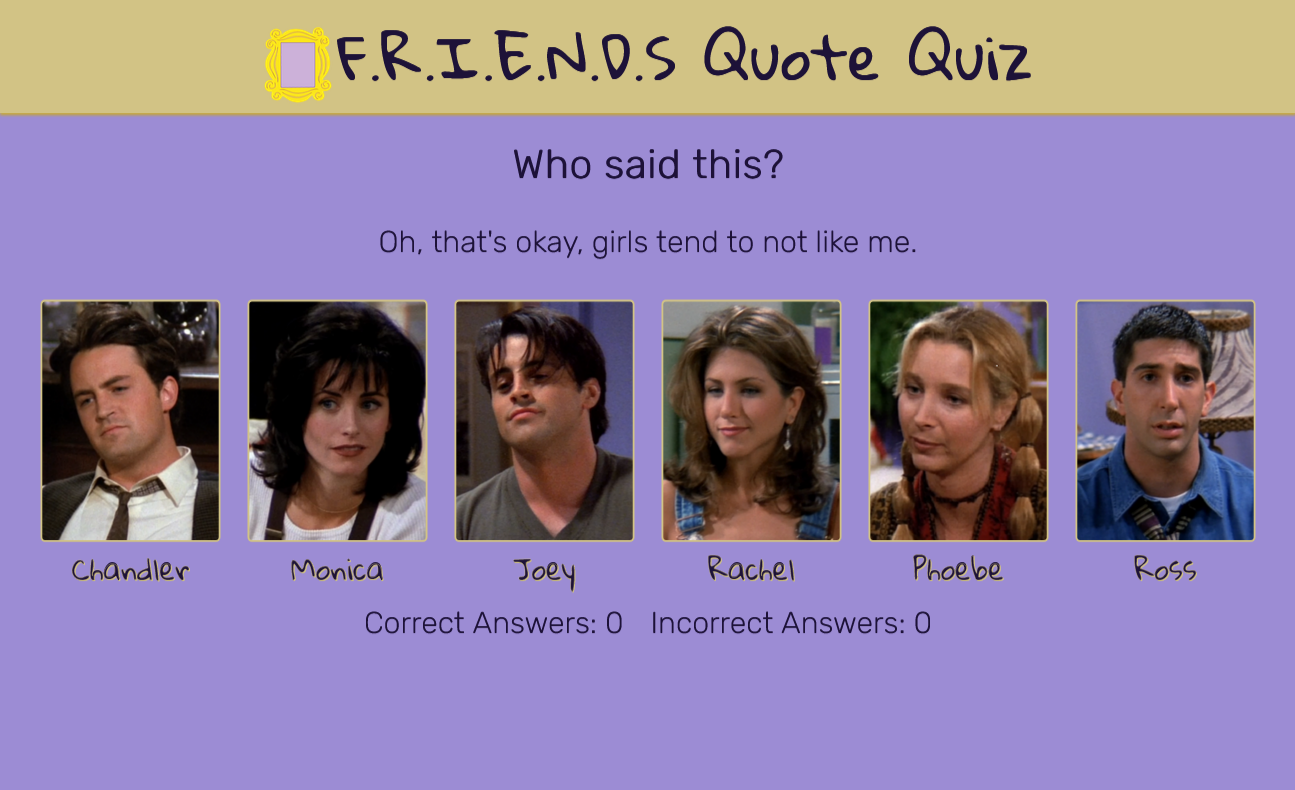 F.R.I.E.N.D.S Quote Quiz
Who said this?
Oh, that's okay, girls tend to not like me.
Chandler Monica Joey Rachel Phoebe Ross
Correct Answers: 0 Incorrect Answers: 0